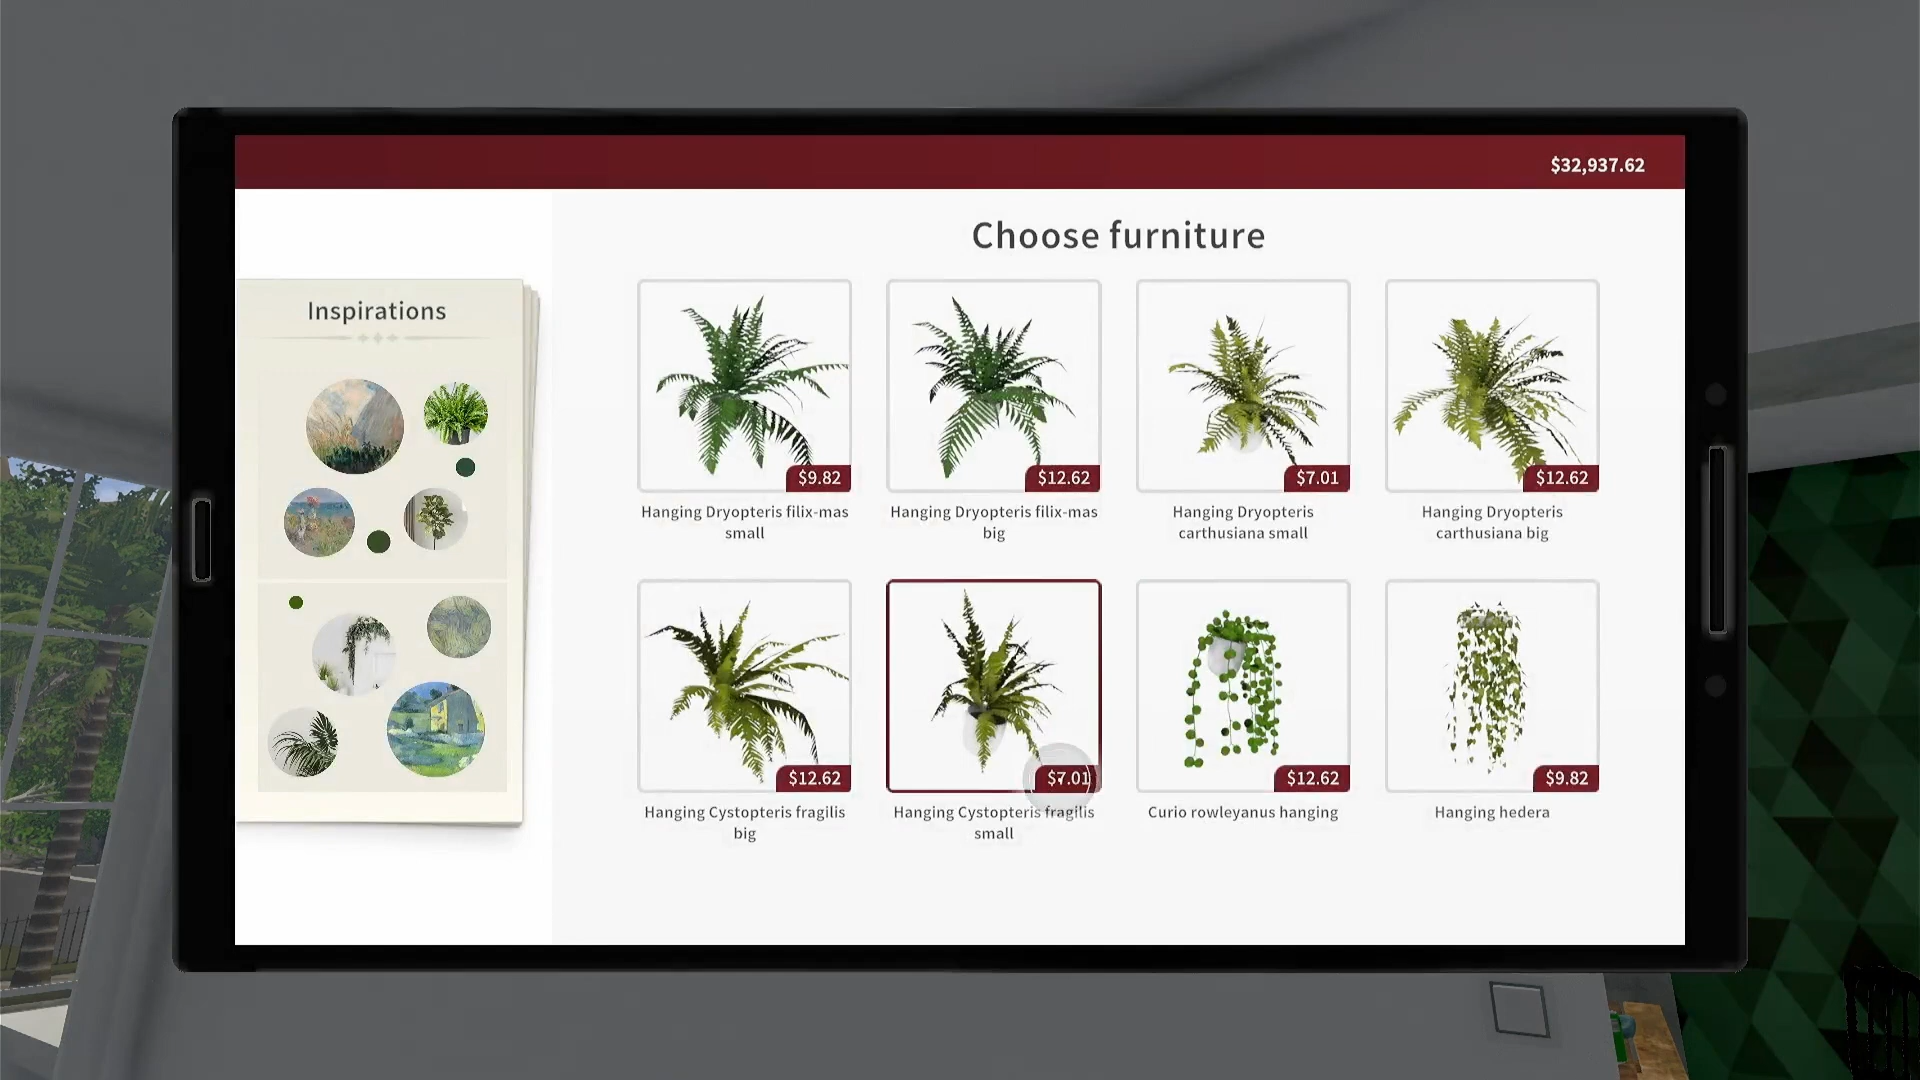 $32,937.62
Choose furniture
Inspirations
$9.82
$12.62
$7.01
$12.62
Hanging Dryopteris filix-mas
small
Hanging Dryopteris filix-mas
big
Hanging Dryopteris
carthusiana small
Hanging Dryopteris
carthusiana big
$12.62
$7.01
$12.62
$9.82
Hanging Cystopteris fragilis
big
Hanging Cystopteris fragilis
small
Curio rowleyanus hanging
Hanging hedera